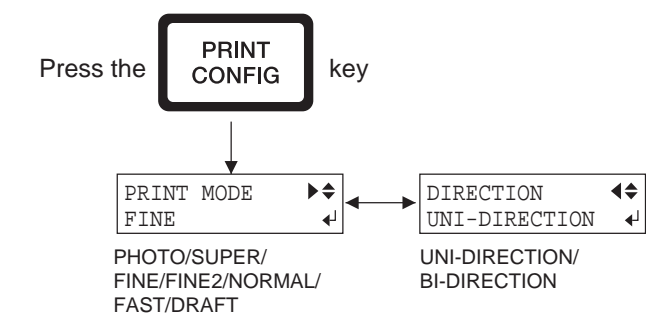 Press the PRINT CONFIG key
PRINT MODE
FINE
PHOTO/SUPER/
FINE/FINE2/NORMAL/
FAST/DRAFT
DIRECTION
UNI-DIRECTION
UNI-DIRECTION/
BI-DIRECTION